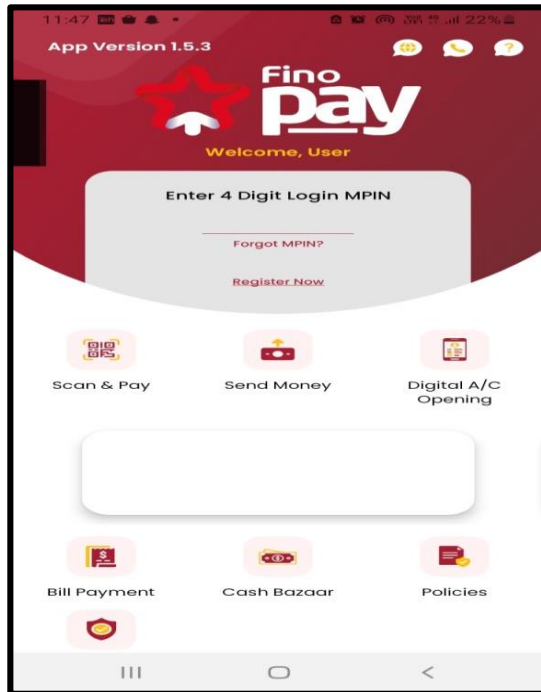 11:47 22%
App Version 1.5.3
Fino
pay
Welcome, User
Enter 4 Digit Login MPIN
Forgot MPIN?
Register Now
Scan & Pay Send Money Digital A/C
Opening
Bill Payment Cash Bazaar Policies